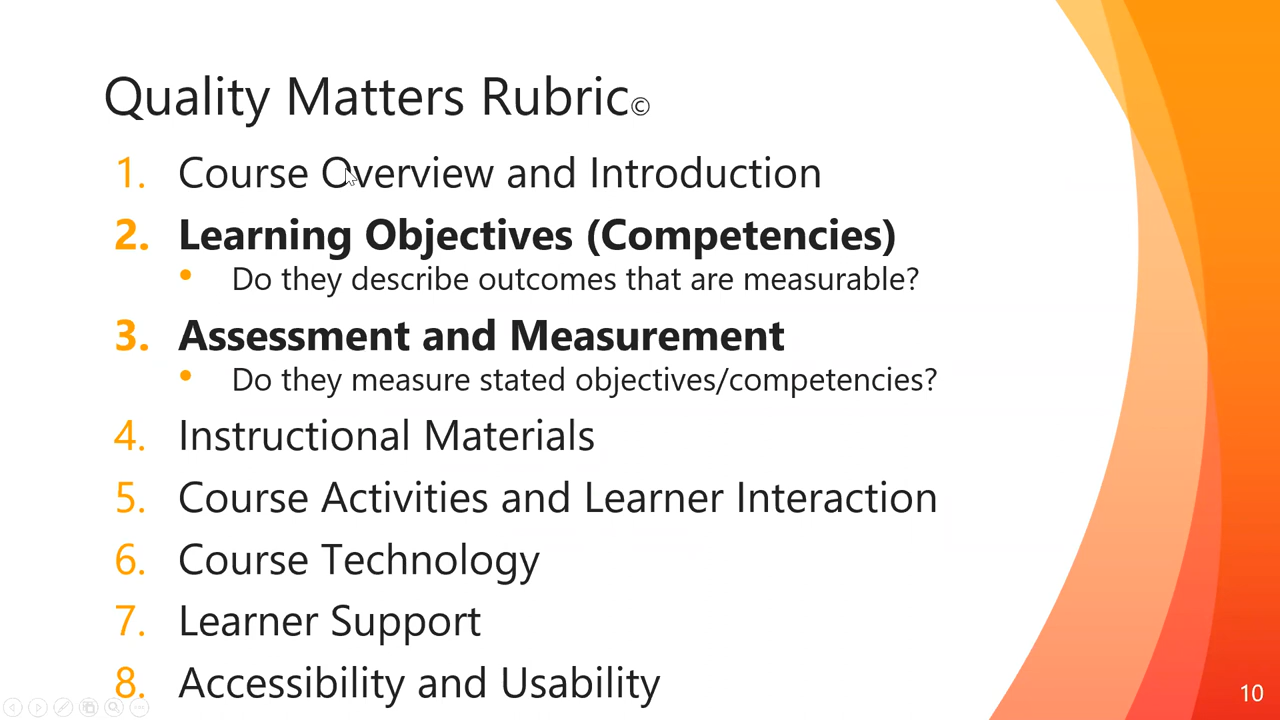 Quality Matters Rubric©
1. Course Overview and Introduction
2. Learning Objectives (Competencies)
• Do they describe outcomes that are measurable?
3. Assessment and Measurement
• Do they measure stated objectives/competencies?
4. Instructional Materials
5. Course Activities and Learner Interaction
6. Course Technology
7. Learner Support
8. Accessibility and Usability
10